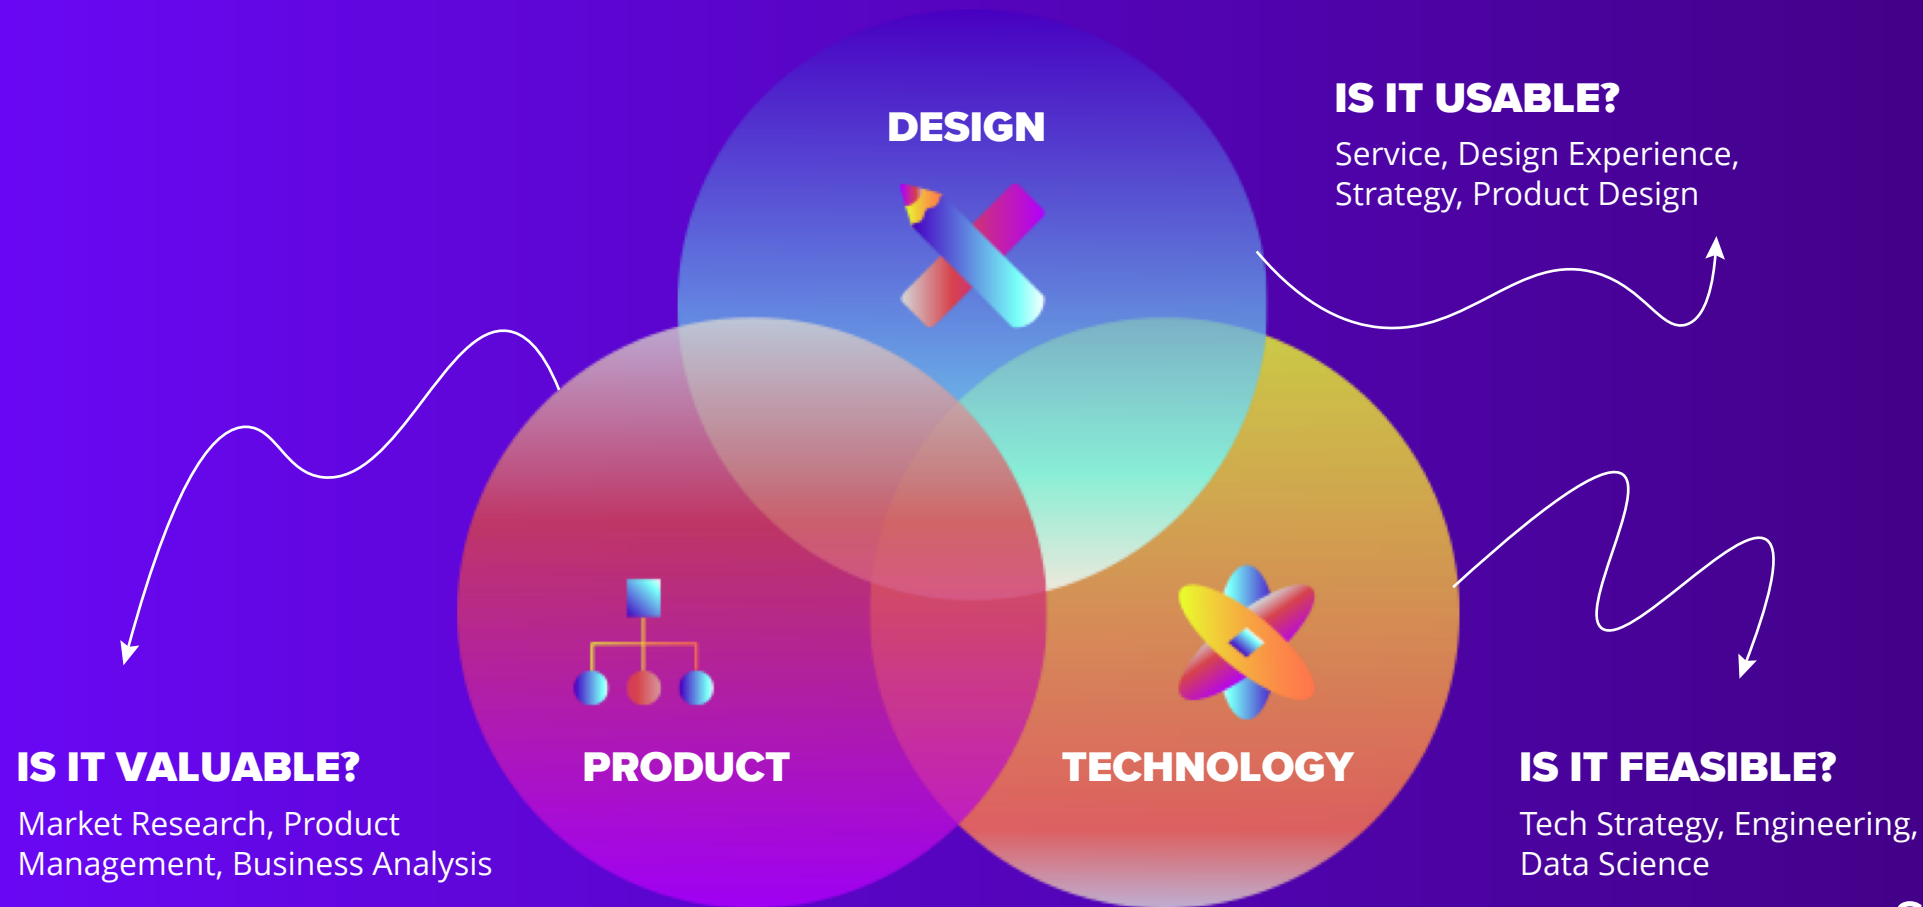 DESIGN
IS IT USABLE?
Service, Design Experience,
Strategy, Product Design
PRODUCT
TECHNOLOGY
IS IT VALUABLE?
Market Research, Product
Management, Business Analysis
IS IT FEASIBLE?
Tech Strategy, Engineering,
Data Science